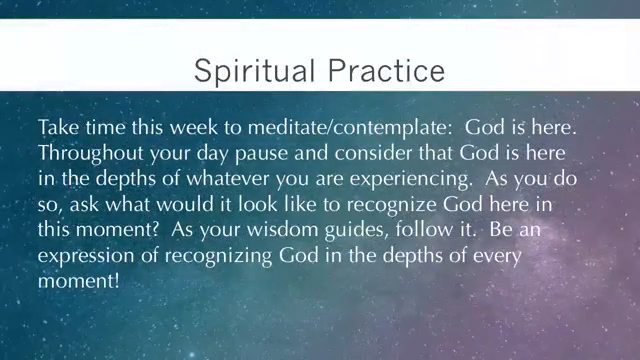 Spiritual Practice
Take time this week to meditate/contemplate:  God is here.
Throughout your day pause and consider that God is here
in the depths of whatever you are experiencing.  As you do
so, ask what would it look like to recognize God here in
this moment?  As your wisdom guides, follow it.  Be an
expression of recognizing God in the depths of every
moment!